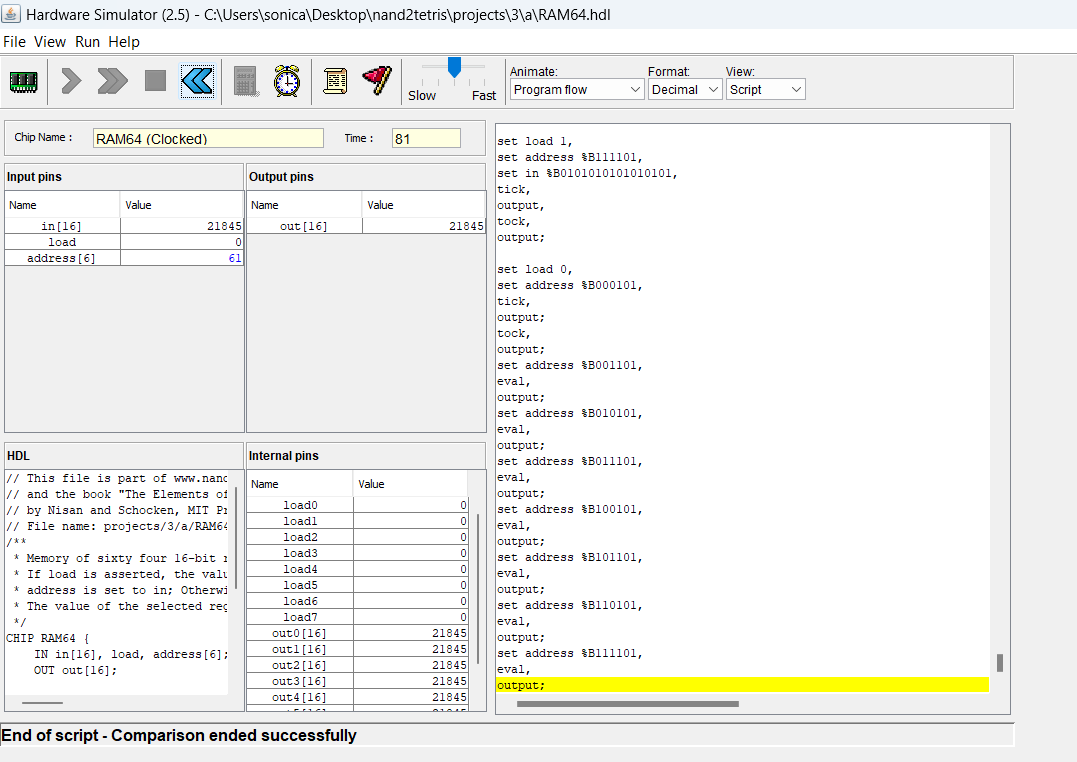 Hardware Simulator (2.5) - C:\Users\sonica\Desktop\nand2tetris\projects\3\a\RAM64.hdl
File View Run Help
Slow Fast
Animate: Format: View:
Program flow Decimal Script
Chip Name : RAM64 (Clocked) Time : 81
Input pins
Name Value
in[16] 21845
load 0
address[6] 61
Output pins
Name Value
out[16] 21845
HDL
// This file is part of www.nand
// and the book "The Elements of
// by Nisan and Schocken, MIT Pr
// File name: projects/3/a/RAM64
/**
* Memory of sixty four 16-bit r
* If load is asserted, the valu
* address is set to in; Otherwi
* The value of the selected reg
*/
CHIP RAM64 {
IN in[16], load, address[6];
OUT out[16];
Internal pins
Name Value
load0 0
load1 0
load2 0
load3 0
load4 0
load5 0
load6 0
load7 0
out0[16] 21845
out1[16] 21845
out2[16] 21845
out3[16] 21845
out4[16] 21845
set load 1,
set address %B111101,
set in %B0101010101010101,
tick,
output,
tock,
output;
set load 0,
set address %B000101,
tick,
output;
tock,
output;
set address %B001101,
eval,
output;
set address %B010101,
eval,
output;
set address %B011101,
eval,
output;
set address %B100101,
eval,
output;
set address %B101101,
eval,
output;
set address %B110101,
eval,
output;
set address %B111101,
eval,
output;
End of script - Comparison ended successfully